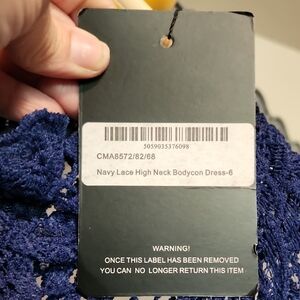 5059035376098
CMA8572/82/68
Navy Lace High Neck Bodycon Dress-6
WARNING!
ONCE THIS LABEL HAS BEEN REMOVED
YOU CAN NO LONGER RETURN THIS ITEM